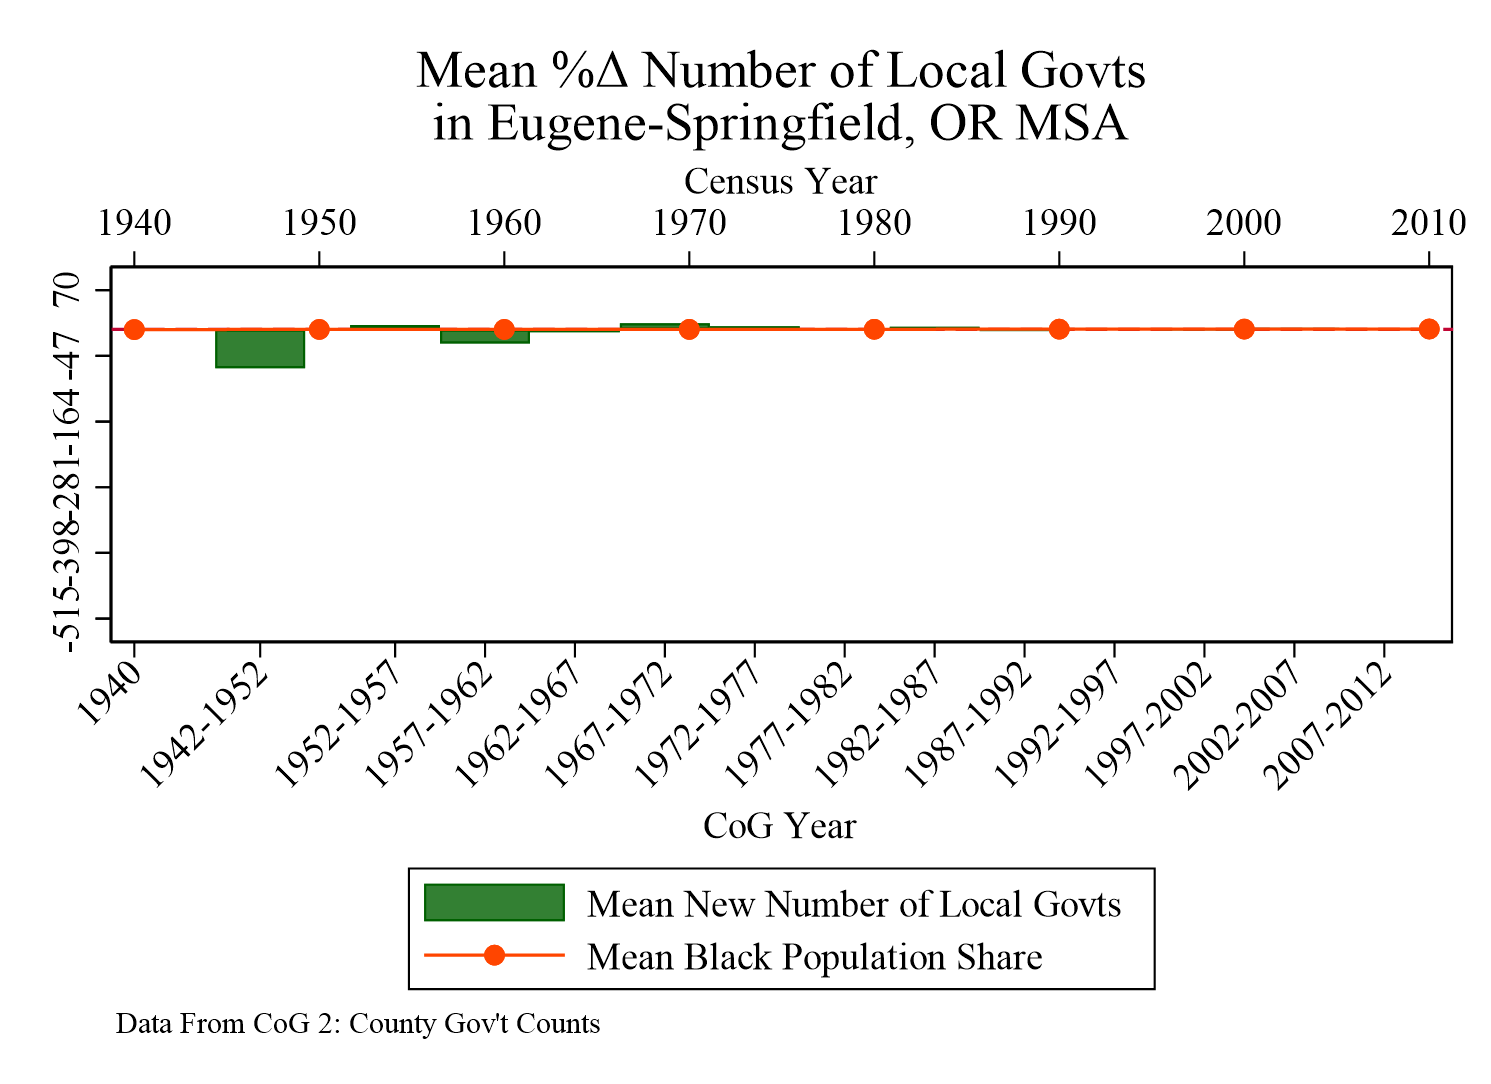 Mean %Δ Number of Local Govts
in Eugene-Springfield, OR MSA
Census Year
1940 1950 1960 1970 1980 1990 2000 2010
70
-47
-164
-281
-398
-515
1940 1942-1952 1952-1957 1957-1962 1962-1967 1967-1972 1972-1977 1977-1982 1982-1987 1987-1992 1992-1997 1997-2002 2002-2007 2007-2012
CoG Year
Mean New Number of Local Govts
Mean Black Population Share
Data From CoG 2: County Gov't Counts